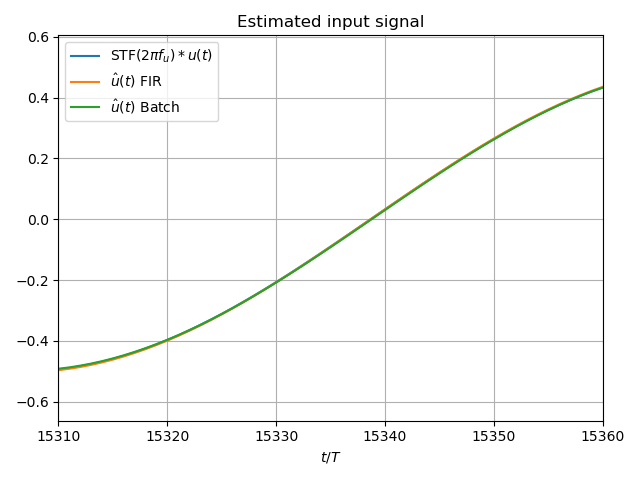 Estimated input signal
STF(2πf_u) * u(t)
û(t) FIR
û(t) Batch
0.6
0.4
0.2
0.0
−0.2
−0.4
−0.6
15310 15320 15330 15340 15350 15360
t/T